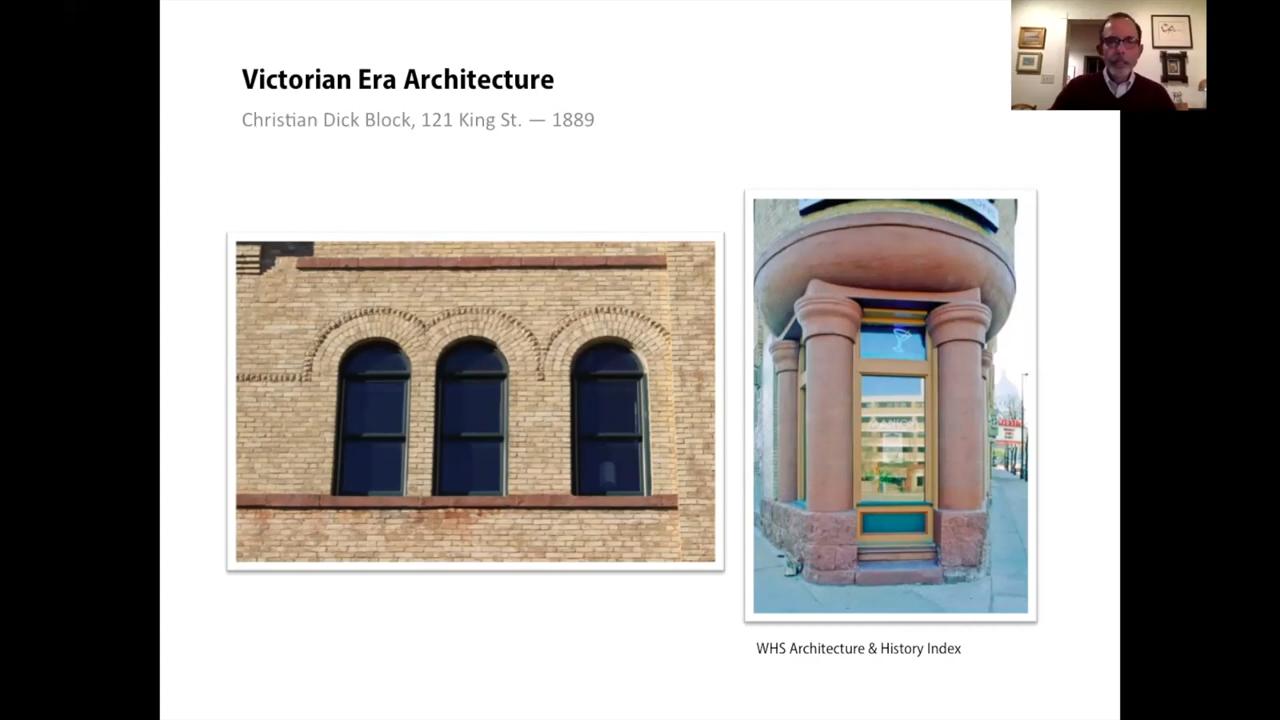 Victorian Era Architecture
Christian Dick Block, 121 King St. — 1889
WHS Architecture & History Index